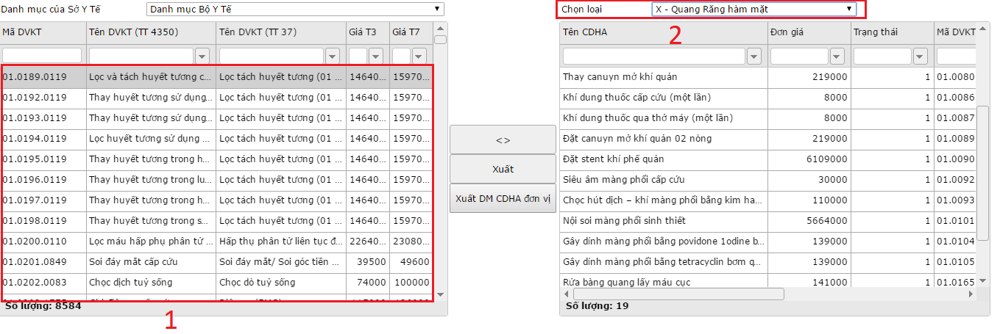 Danh mục của Sở Y Tế Danh mục Bộ Y Tế
Mã DVKT Tên DVKT (TT 4350) Tên DVKT (TT 37) Giá T3 Giá T7
01.0189.0119 Lọc và tách huyết tương c... Lọc tách huyết tương (01 ... 14640... 15970...
01.0192.0119 Thay huyết tương sử dụng... Lọc tách huyết tương (01 ... 14640... 15970...
01.0193.0119 Thay huyết tương sử dụng... Lọc tách huyết tương (01 ... 14640... 15970...
01.0194.0119 Lọc huyết tương sử dụng ... Lọc tách huyết tương (01 ... 14640... 15970...
01.0195.0119 Thay huyết tương trong h... Lọc tách huyết tương (01 ... 14640... 15970...
01.0196.0119 Thay huyết tương trong lu... Lọc tách huyết tương (01 ... 14640... 15970...
01.0197.0119 Thay huyết tương trong h... Lọc tách huyết tương (01 ... 14640... 15970...
01.0198.0119 Thay huyết tương trong s... Lọc tách huyết tương (01 ... 14640... 15970...
01.0200.0110 Lọc máu hấp phụ phân tử ... Hấp thụ phân tử liên tục đ... 22640... 23080...
01.0201.0849 Soi đáy mắt cấp cứu Soi đáy mắt/ Soi góc tiền ... 39500 49600
01.0202.0083 Chọc dịch tuỷ sống Chọc dò tuỷ sống 74000 100000
Số lượng: 8584
1
<>
Xuất
Xuất DM CDHA đơn vị
Chọn loại X - Quang Răng hàm mặt
2
Tên CDHA Đơn giá Trạng thái Mã DVKT
Thay canuyn mở khí quản 219000 1 01.0080
Khí dung thuốc cấp cứu (một lần) 8000 1 01.0086
Khí dung thuốc qua thở máy (một lần) 8000 1 01.0087
Đặt canuyn mở khí quản 02 nòng 219000 1 01.0089
Đặt stent khí phế quản 6109000 1 01.0090
Siêu âm màng phổi cấp cứu 30000 1 01.0092
Chọc hút dịch – khí màng phổi bằng kim ha... 110000 1 01.0093
Nội soi màng phổi sinh thiết 5664000 1 01.0101
Gây dính màng phổi bằng povidone 1odine b... 139000 1 01.0104
Gây dính màng phổi bằng tetracyclin bơm q... 139000 1 01.0105
Rửa bàng quang lấy máu cục 141000 1 01.0165
Số lượng: 19